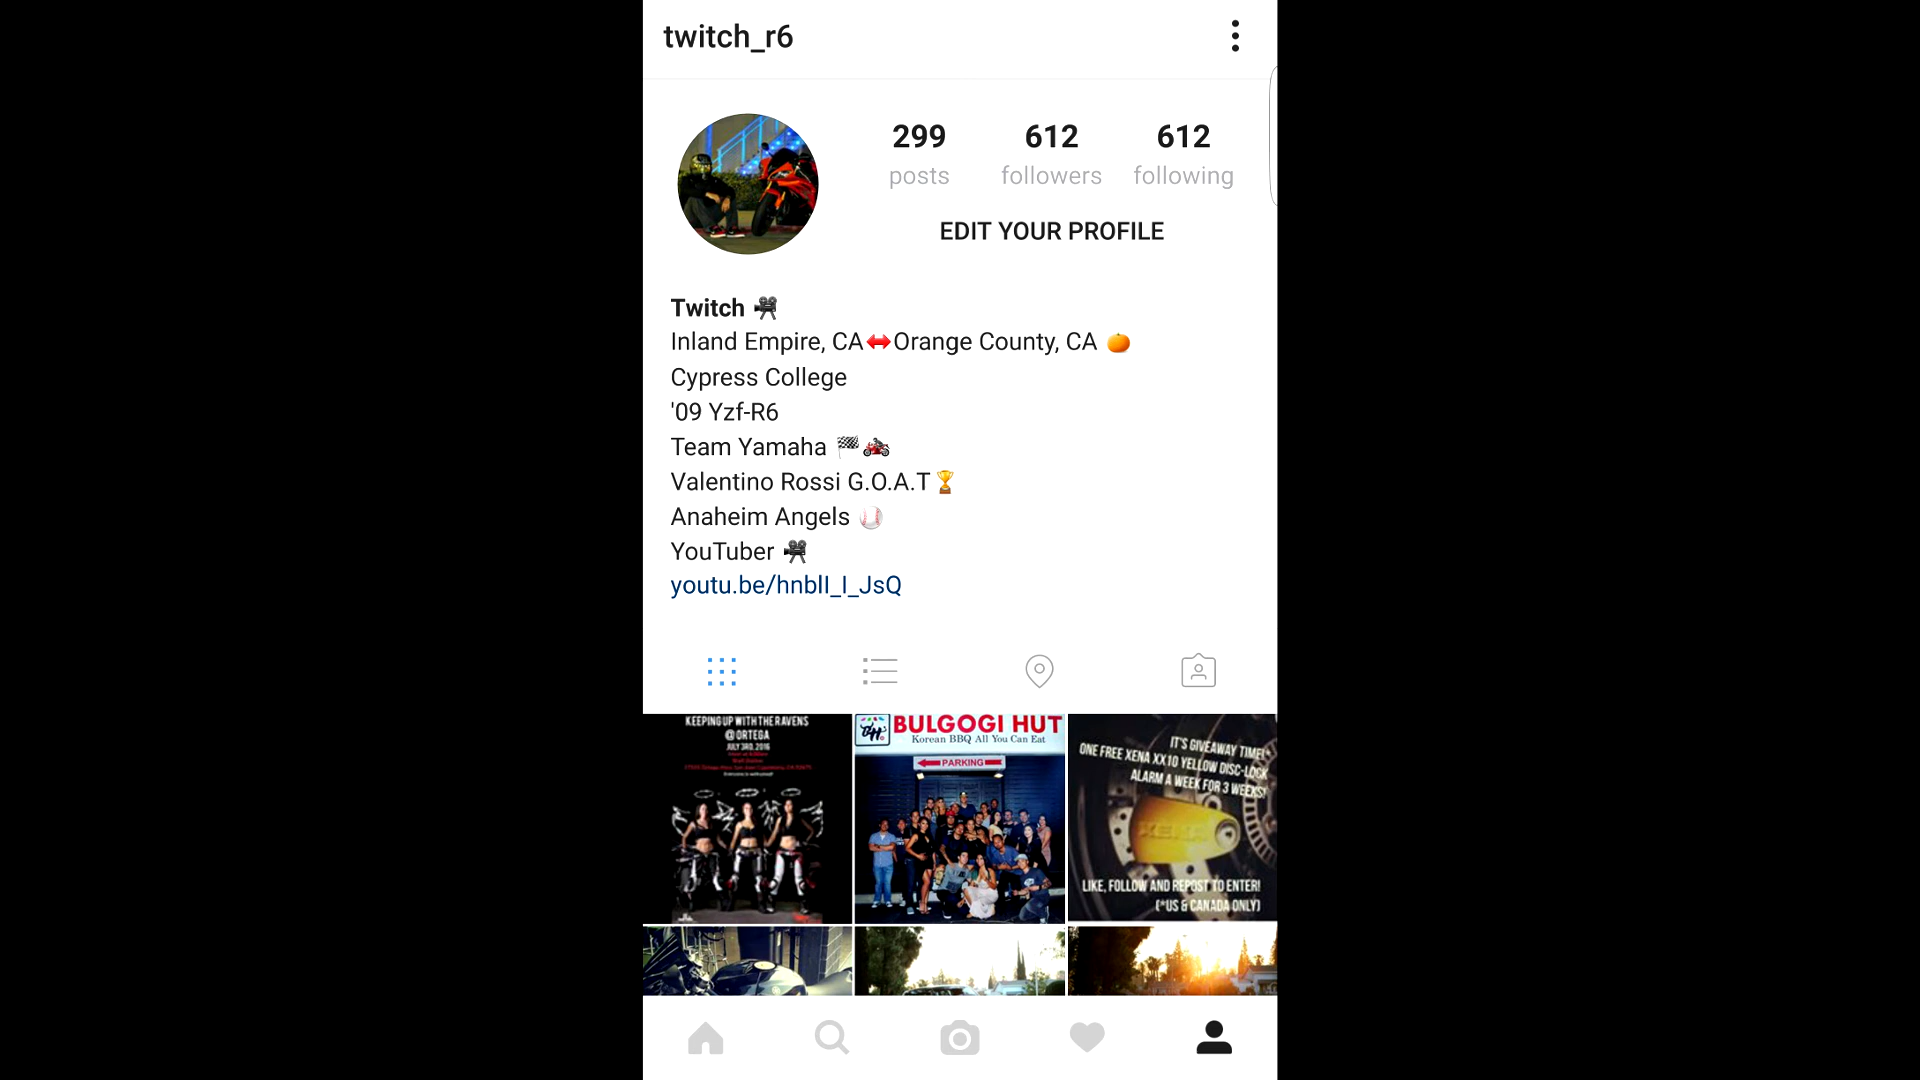 twitch_r6
299 612 612
posts followers following
EDIT YOUR PROFILE
Twitch
Inland Empire, CA Orange County, CA
Cypress College
'09 Yzf-R6
Team Yamaha
Valentino Rossi G.O.A.T
Anaheim Angels
YouTuber
youtu.be/hnblI_I_JsQ
KEEPING UP WITH THE RAVENS
@ ORTEGA
JULY 3RD, 2016
BULGOGI HUT
Korean BBQ All You Can Eat
PARKING
IT'S GIVEAWAY TIME!
ONE FREE XENA XX10 YELLOW DISC-LOCK
ALARM A WEEK FOR 3 WEEKS!
XENA
LIKE, FOLLOW AND REPOST TO ENTER!
(*US & CANADA ONLY)